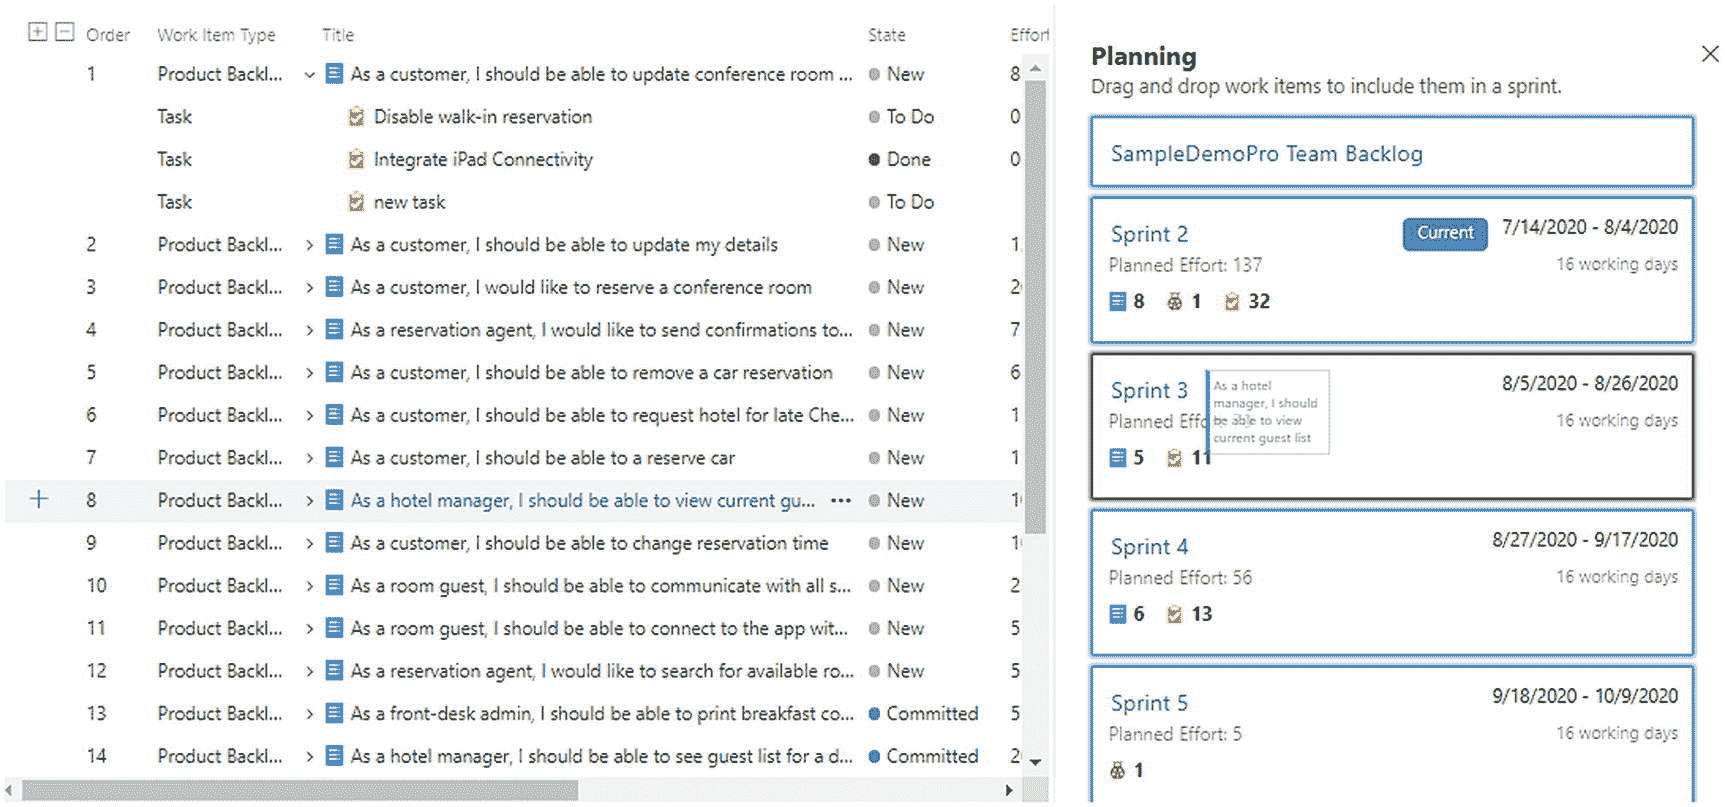 Order Work Item Type Title State Effort
1 Product Backl... As a customer, I should be able to update conference room ... New 8
Task Disable walk-in reservation To Do 0
Task Integrate iPad Connectivity Done 0
Task new task To Do
2 Product Backl... As a customer, I should be able to update my details New 1
3 Product Backl... As a customer, I would like to reserve a conference room New 2
4 Product Backl... As a reservation agent, I would like to send confirmations to... New 7
5 Product Backl... As a customer, I should be able to remove a car reservation New 6
6 Product Backl... As a customer, I should be able to request hotel for late Che... New 1
7 Product Backl... As a customer, I should be able to a reserve car New 1
8 Product Backl... As a hotel manager, I should be able to view current gu... ... New 1
9 Product Backl... As a customer, I should be able to change reservation time New 1
10 Product Backl... As a room guest, I should be able to communicate with all s... New 2
11 Product Backl... As a room guest, I should be able to connect to the app wit... New 5
12 Product Backl... As a reservation agent, I would like to search for available ro... New 5
13 Product Backl... As a front-desk admin, I should be able to print breakfast co... Committed 5
14 Product Backl... As a hotel manager, I should be able to see guest list for a d... Committed 2
Planning
Drag and drop work items to include them in a sprint.
SampleDemoPro Team Backlog
Sprint 2 Current 7/14/2020 - 8/4/2020
Planned Effort: 137 16 working days
8 1 32
Sprint 3 8/5/2020 - 8/26/2020
Planned Effo 16 working days
5 11
As a hotel
manager, I should
be able to view
current guest list
Sprint 4 8/27/2020 - 9/17/2020
Planned Effort: 56 16 working days
6 13
Sprint 5 9/18/2020 - 10/9/2020
Planned Effort: 5 16 working days
1